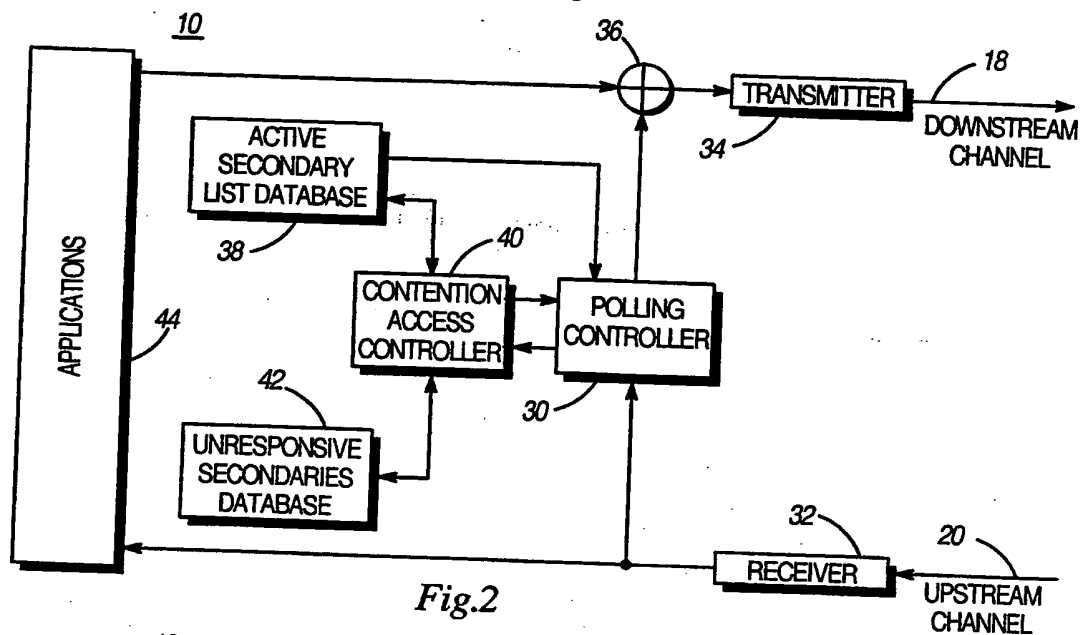 10
36
18
TRANSMITTER
34
DOWNSTREAM
CHANNEL
ACTIVE
SECONDARY
LIST DATABASE
38
40
CONTENTION
ACCESS
CONTROLLER
POLLING
CONTROLLER
30
APPLICATIONS
44
42
UNRESPONSIVE
SECONDARIES
DATABASE
32
RECEIVER
20
UPSTREAM
CHANNEL
Fig.2